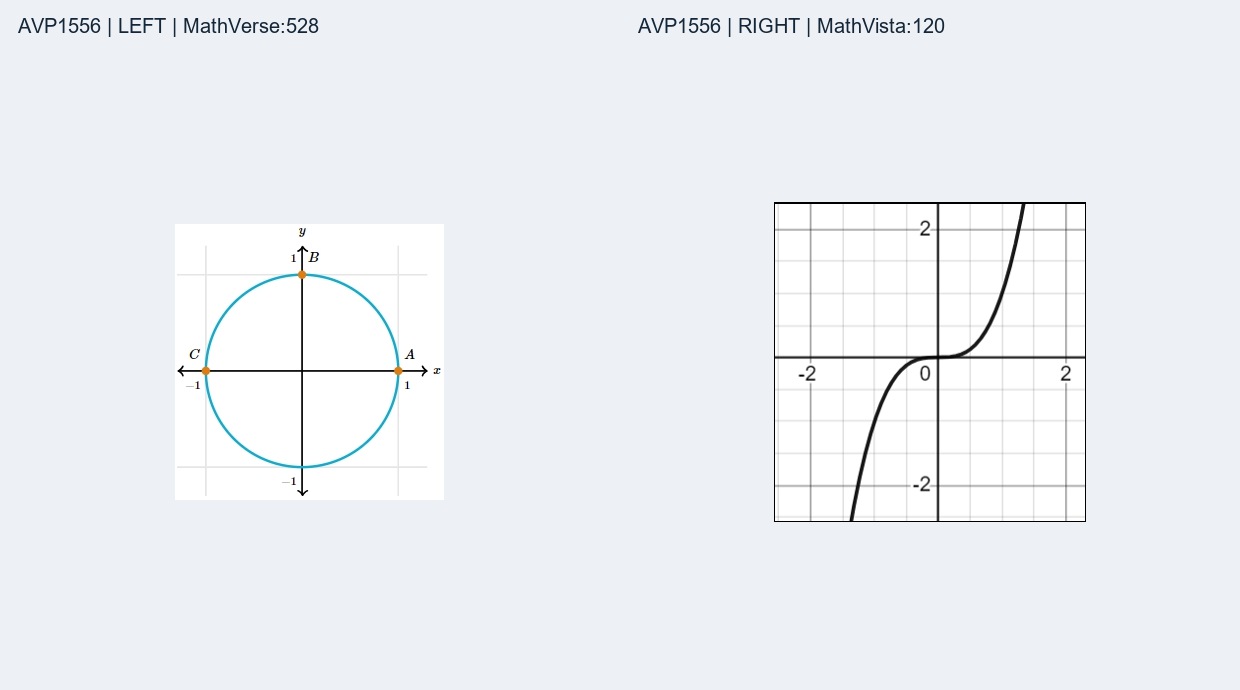 AVP1556 | LEFT | MathVerse:528
AVP1556 | RIGHT | MathVista:120
y
1 B
C A
x
−1 1
−1
2
-2 0 2
-2